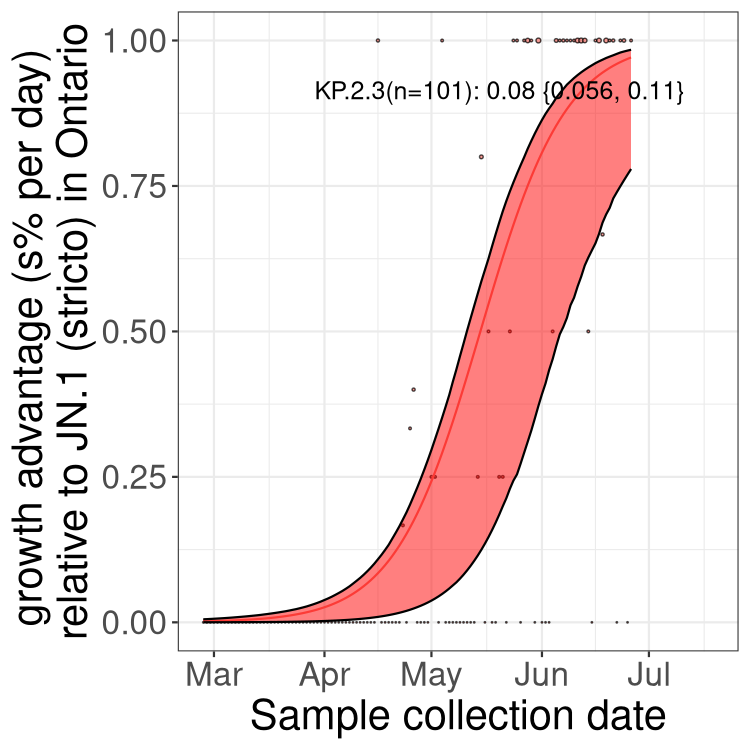 growth advantage (s% per day)
relative to JN.1 (stricto) in Ontario
1.00
0.75
0.50
0.25
0.00
KP.2.3(n=101): 0.08 {0.056, 0.11}
Mar Apr May Jun Jul
Sample collection date